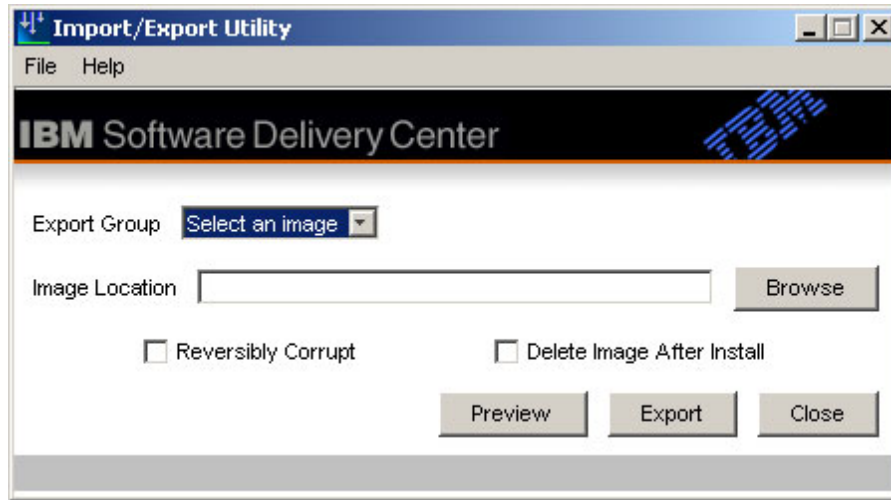 Import/Export Utility
File Help
IBM Software Delivery Center IBM
Export Group Select an image
Image Location Browse
Reversibly Corrupt Delete Image After Install
Preview Export Close